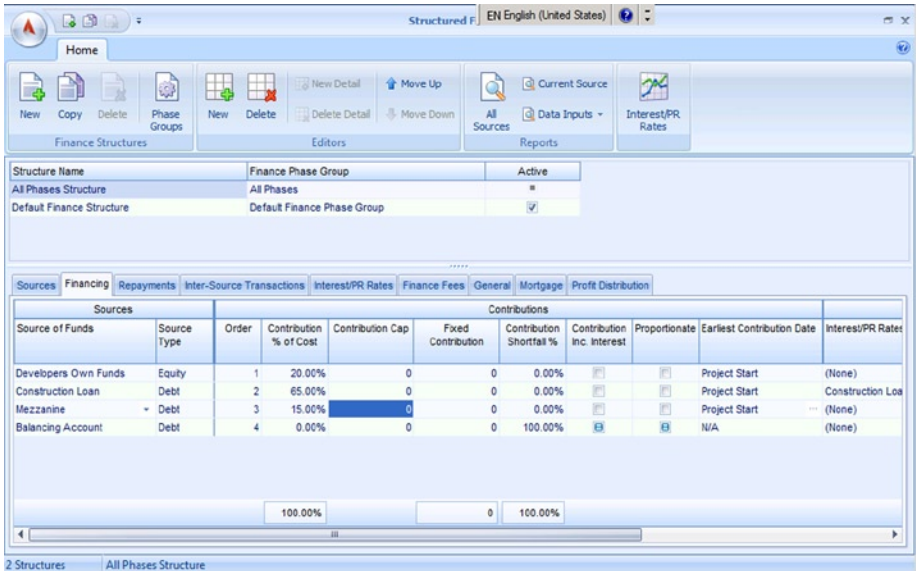 Structured F
EN English (United States)
Home
New
Copy
Delete
Phase Groups
Finance Structures
New
Delete
New Detail
Delete Detail
Move Up
Move Down
Editors
All Sources
Current Source
Data Inputs
Reports
Interest/PR Rates
Structure Name Finance Phase Group Active
All Phases Structure All Phases
Default Finance Structure Default Finance Phase Group
Sources Financing Repayments Inter-Source Transactions Interest/PR Rates Finance Fees General Mortgage Profit Distribution
Sources Contributions
Source of Funds Source Type Order Contribution % of Cost Contribution Cap Fixed Contribution Contribution Shortfall % Contribution Inc. Interest Proportionate Earliest Contribution Date Interest/PR Rates
Developers Own Funds Equity 1 20.00% 0 0 0.00% Project Start (None)
Construction Loan Debt 2 65.00% 0 0 0.00% Project Start Construction Loa
Mezzanine Debt 3 15.00% 0 0 0.00% Project Start ... (None)
Balancing Account Debt 4 0.00% 0 0 100.00% N/A (None)
100.00% 0 100.00%
2 Structures All Phases Structure